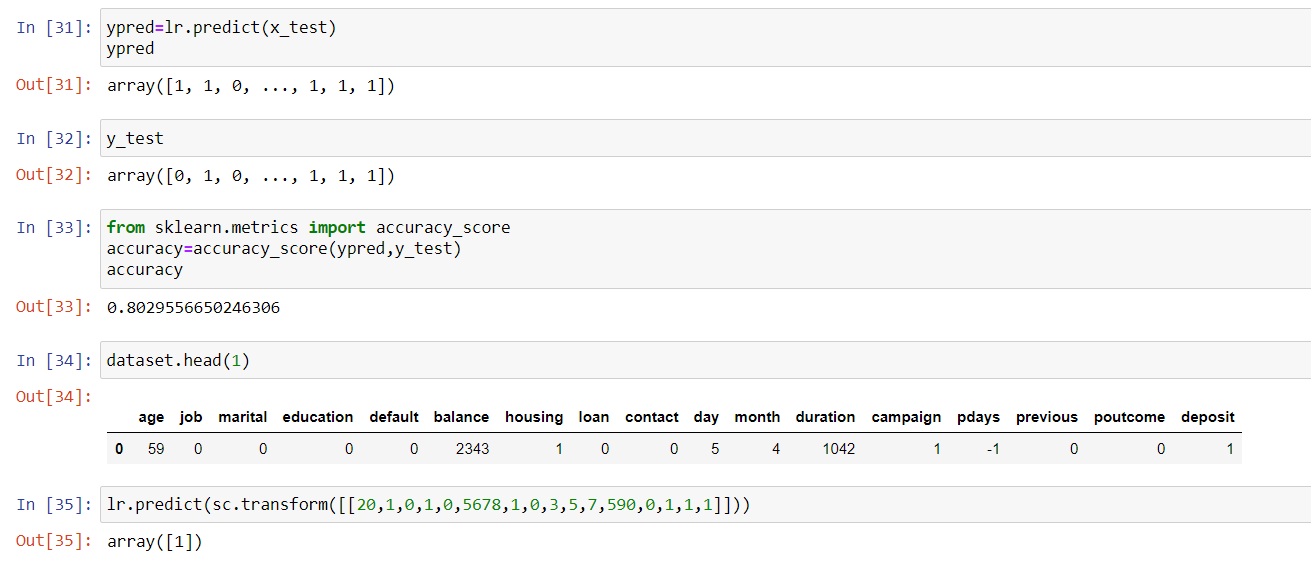 In [31]: ypred=lr.predict(x_test)
ypred
Out[31]: array([1, 1, 0, ..., 1, 1, 1])
In [32]: y_test
Out[32]: array([0, 1, 0, ..., 1, 1, 1])
In [33]: from sklearn.metrics import accuracy_score
accuracy=accuracy_score(ypred,y_test)
accuracy
Out[33]: 0.8029556650246306
In [34]: dataset.head(1)
Out[34]:
age job marital education default balance housing loan contact day month duration campaign pdays previous poutcome deposit
0 59 0 0 0 0 2343 1 0 0 5 4 1042 1 -1 0 0 1
In [35]: lr.predict(sc.transform([[20,1,0,1,0,5678,1,0,3,5,7,590,0,1,1,1]]))
Out[35]: array([1])